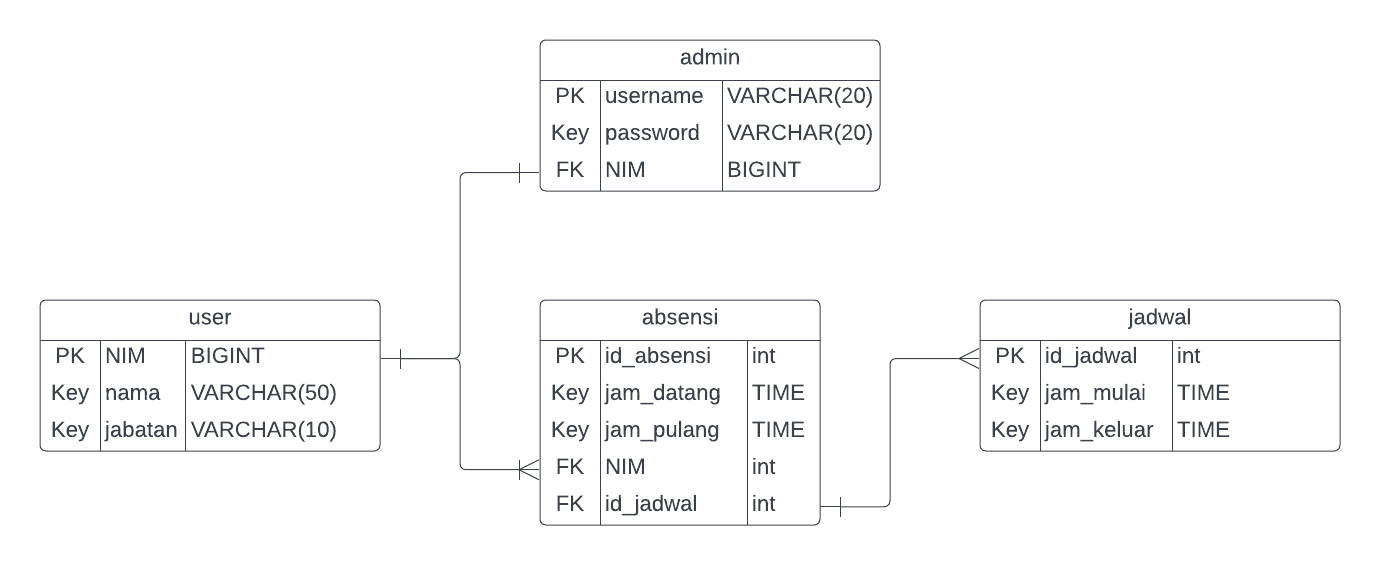 admin
PK username VARCHAR(20)
Key password VARCHAR(20)
FK NIM BIGINT
user
PK NIM BIGINT
Key nama VARCHAR(50)
Key jabatan VARCHAR(10)
absensi
PK id_absensi int
Key jam_datang TIME
Key jam_pulang TIME
FK NIM int
FK id_jadwal int
jadwal
PK id_jadwal int
Key jam_mulai TIME
Key jam_keluar TIME